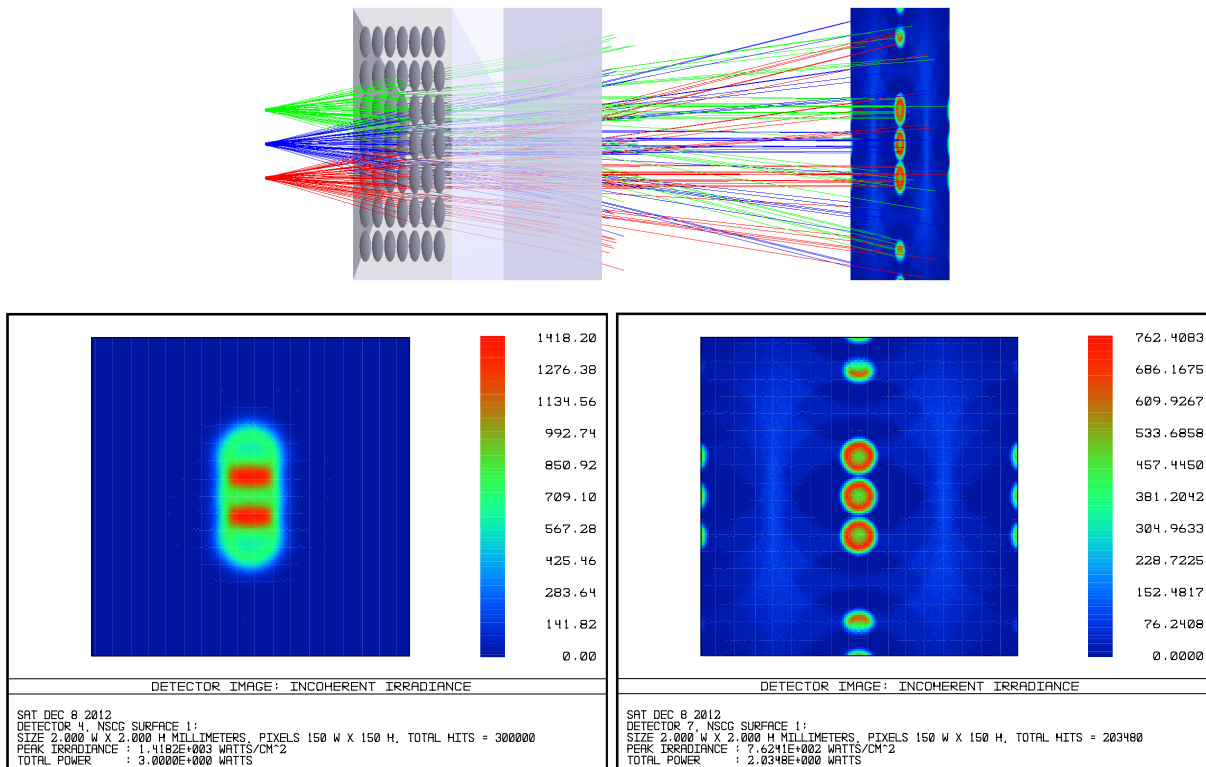 1418.20
1276.38
1134.56
992.74
850.92
709.10
567.28
425.46
283.64
141.82
0.00
DETECTOR IMAGE: INCOHERENT IRRADIANCE
SAT DEC 8 2012
DETECTOR 4, NSCG SURFACE 1:
SIZE 2.000 W X 2.000 H MILLIMETERS, PIXELS 150 W X 150 H, TOTAL HITS = 300000
PEAK IRRADIANCE : 1.4182E+003 WATTS/CM^2
TOTAL POWER : 3.0000E+000 WATTS
762.4083
686.1675
609.9267
533.6858
457.4450
381.2042
304.9633
228.7225
152.4817
76.2408
0.0000
DETECTOR IMAGE: INCOHERENT IRRADIANCE
SAT DEC 8 2012
DETECTOR 7, NSCG SURFACE 1:
SIZE 2.000 W X 2.000 H MILLIMETERS, PIXELS 150 W X 150 H, TOTAL HITS = 203480
PEAK IRRADIANCE : 7.6241E+002 WATTS/CM^2
TOTAL POWER : 2.0348E+000 WATTS